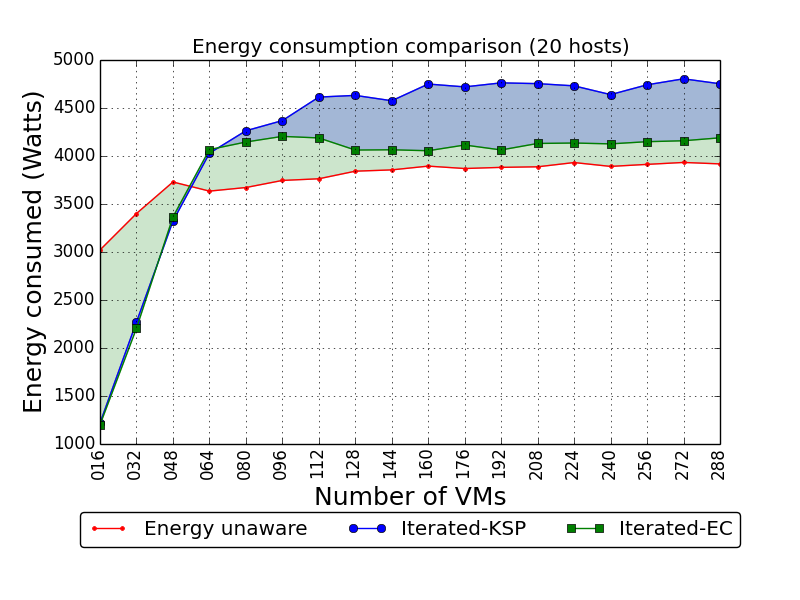 Energy consumption comparison (20 hosts)
Energy consumed (Watts)
5000
4500
4000
3500
3000
2500
2000
1500
1000
016 032 048 064 080 096 112 128 144 160 176 192 208 224 240 256 272 288
Number of VMs
Energy unaware Iterated-KSP Iterated-EC